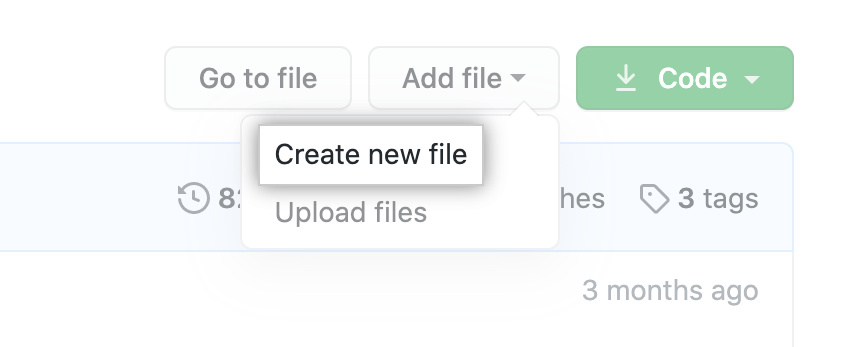 Go to file
Add file
Code
Create new file
Upload files
3 tags
3 months ago